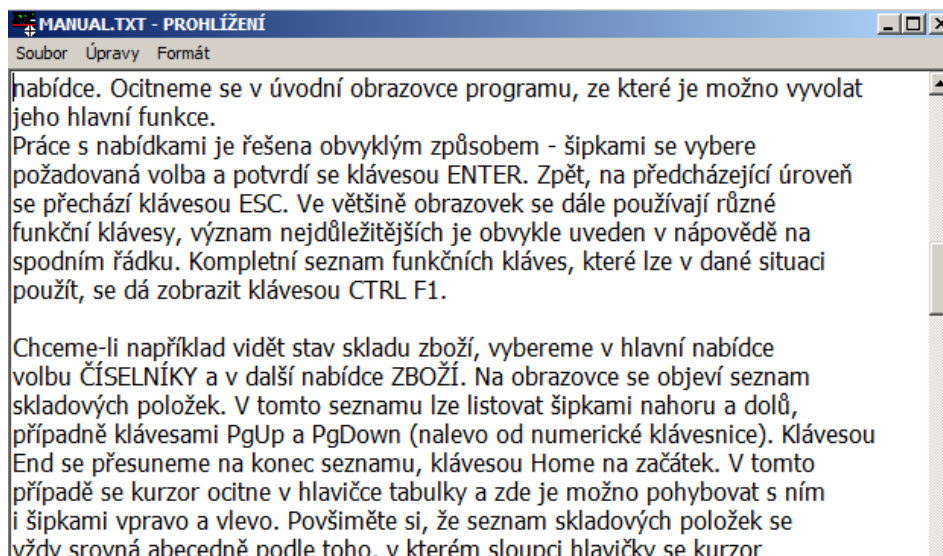 MANUAL.TXT - PROHLÍŽENÍ
Soubor Úpravy Formát
nabídce. Ocitneme se v úvodní obrazovce programu, ze které je možno vyvolat
jeho hlavní funkce.
Práce s nabídkami je řešena obvyklým způsobem - šipkami se vybere
požadovaná volba a potvrdí se klávesou ENTER. Zpět, na předcházející úroveň
se přechází klávesou ESC. Ve většině obrazovek se dále používají různé
funkční klávesy, význam nejdůležitějších je obvykle uveden v nápovědě na
spodním řádku. Kompletní seznam funkčních kláves, které lze v dané situaci
použít, se dá zobrazit klávesou CTRL F1.
Chceme-li například vidět stav skladu zboží, vybereme v hlavní nabídce
volbu ČÍSELNÍKY a v další nabídce ZBOŽÍ. Na obrazovce se objeví seznam
skladových položek. V tomto seznamu lze listovat šipkami nahoru a dolů,
případně klávesami PgUp a PgDown (nalevo od numerické klávesnice). Klávesou
End se přesuneme na konec seznamu, klávesou Home na začátek. V tomto
případě se kurzor ocitne v hlavičce tabulky a zde je možno pohybovat s ním
i šipkami vpravo a vlevo. Povšiměte si, že seznam skladových položek se
vždy srovná abecedně podle toho, v kterém sloupci hlavičky se kurzor